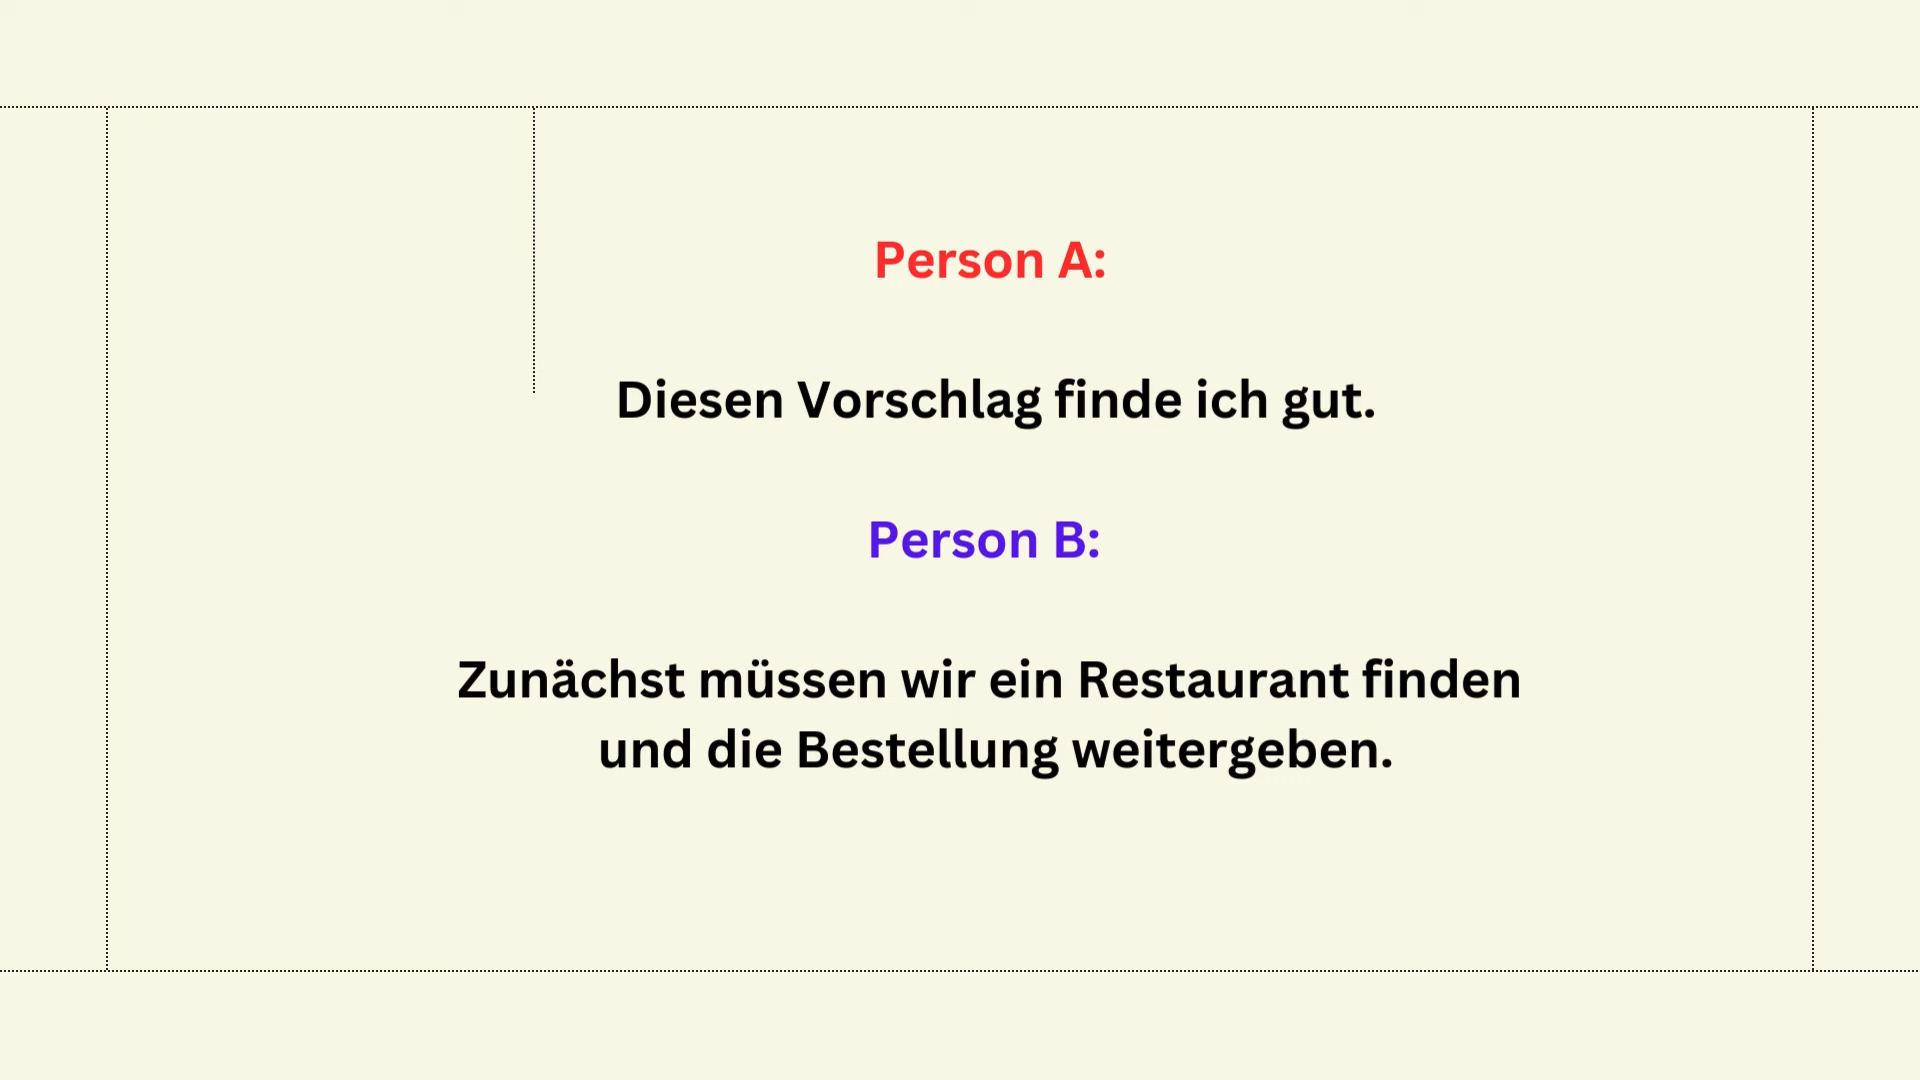 Person A:
Diesen Vorschlag finde ich gut.
Person B:
Zunächst müssen wir ein Restaurant finden
und die Bestellung weitergeben.